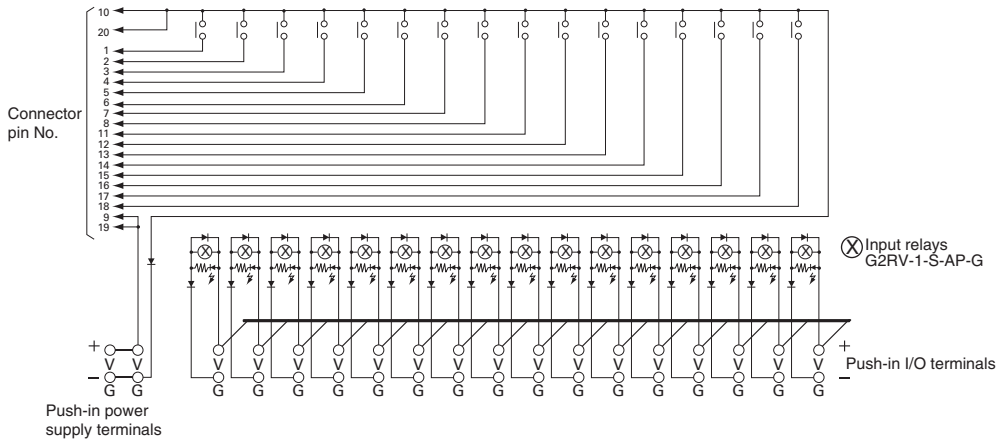 10
20
1
2
3
4
5
6
7
8
11
12
13
14
15
16
17
18
9
19
Connector
pin No.
Input relays
G2RV-1-S-AP-G
+ +
V V V V V V V V V V V V V V V V V V
Push-in I/O terminals
− −
G G G G G G G G G G G G G G G G G G
Push-in power
supply terminals